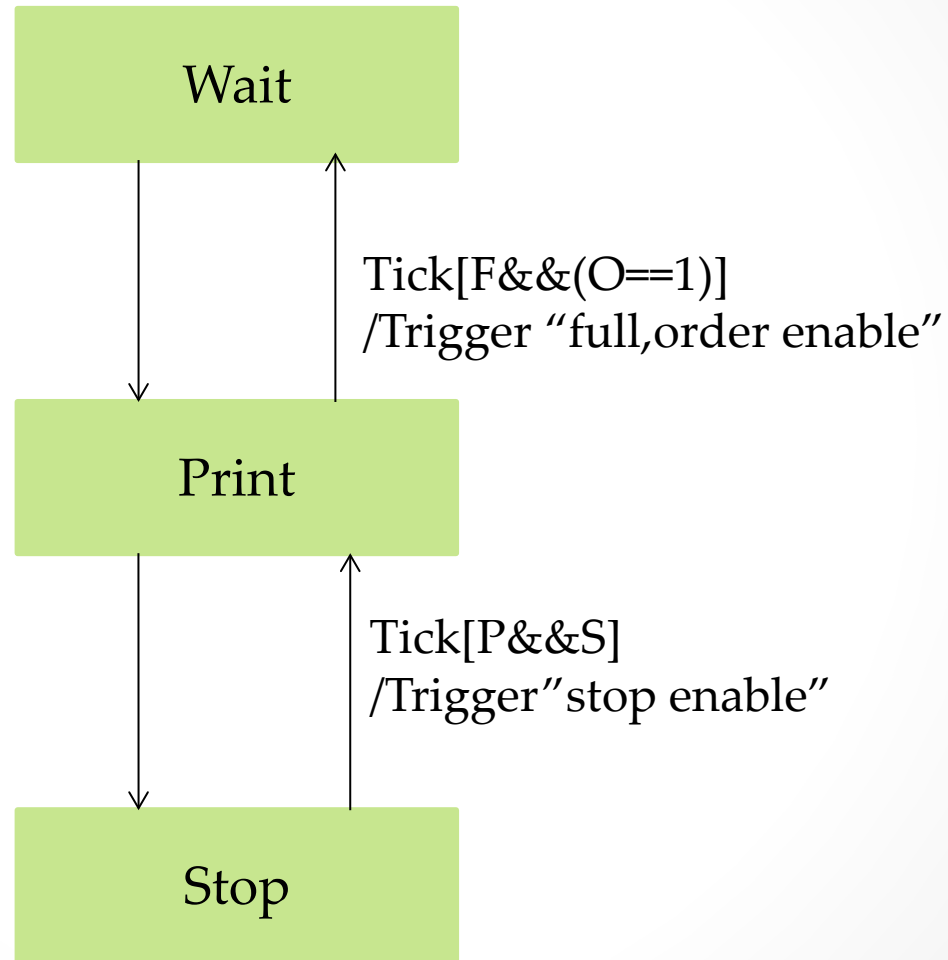 Wait
Tick[F&&(O==1)]
/Trigger “full,order enable”
Print
Tick[P&&S]
/Trigger”stop enable”
Stop